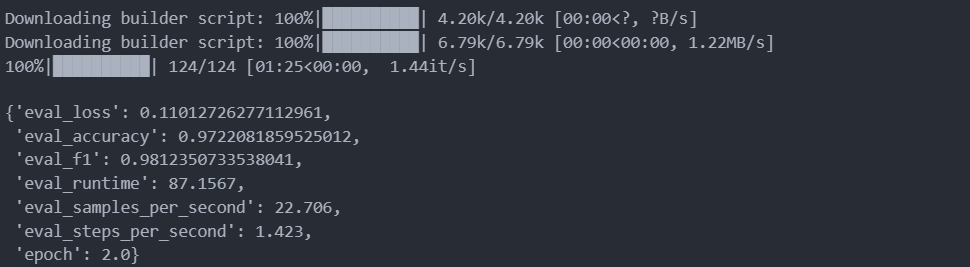 Downloading builder script: 100%|██████████| 4.20k/4.20k [00:00<?, ?B/s]
Downloading builder script: 100%|██████████| 6.79k/6.79k [00:00<00:00, 1.22MB/s]
100%|██████████| 124/124 [01:25<00:00,  1.44it/s]
{'eval_loss': 0.11012726277112961,
 'eval_accuracy': 0.9722081859525012,
 'eval_f1': 0.9812350733538041,
 'eval_runtime': 87.1567,
 'eval_samples_per_second': 22.706,
 'eval_steps_per_second': 1.423,
 'epoch': 2.0}